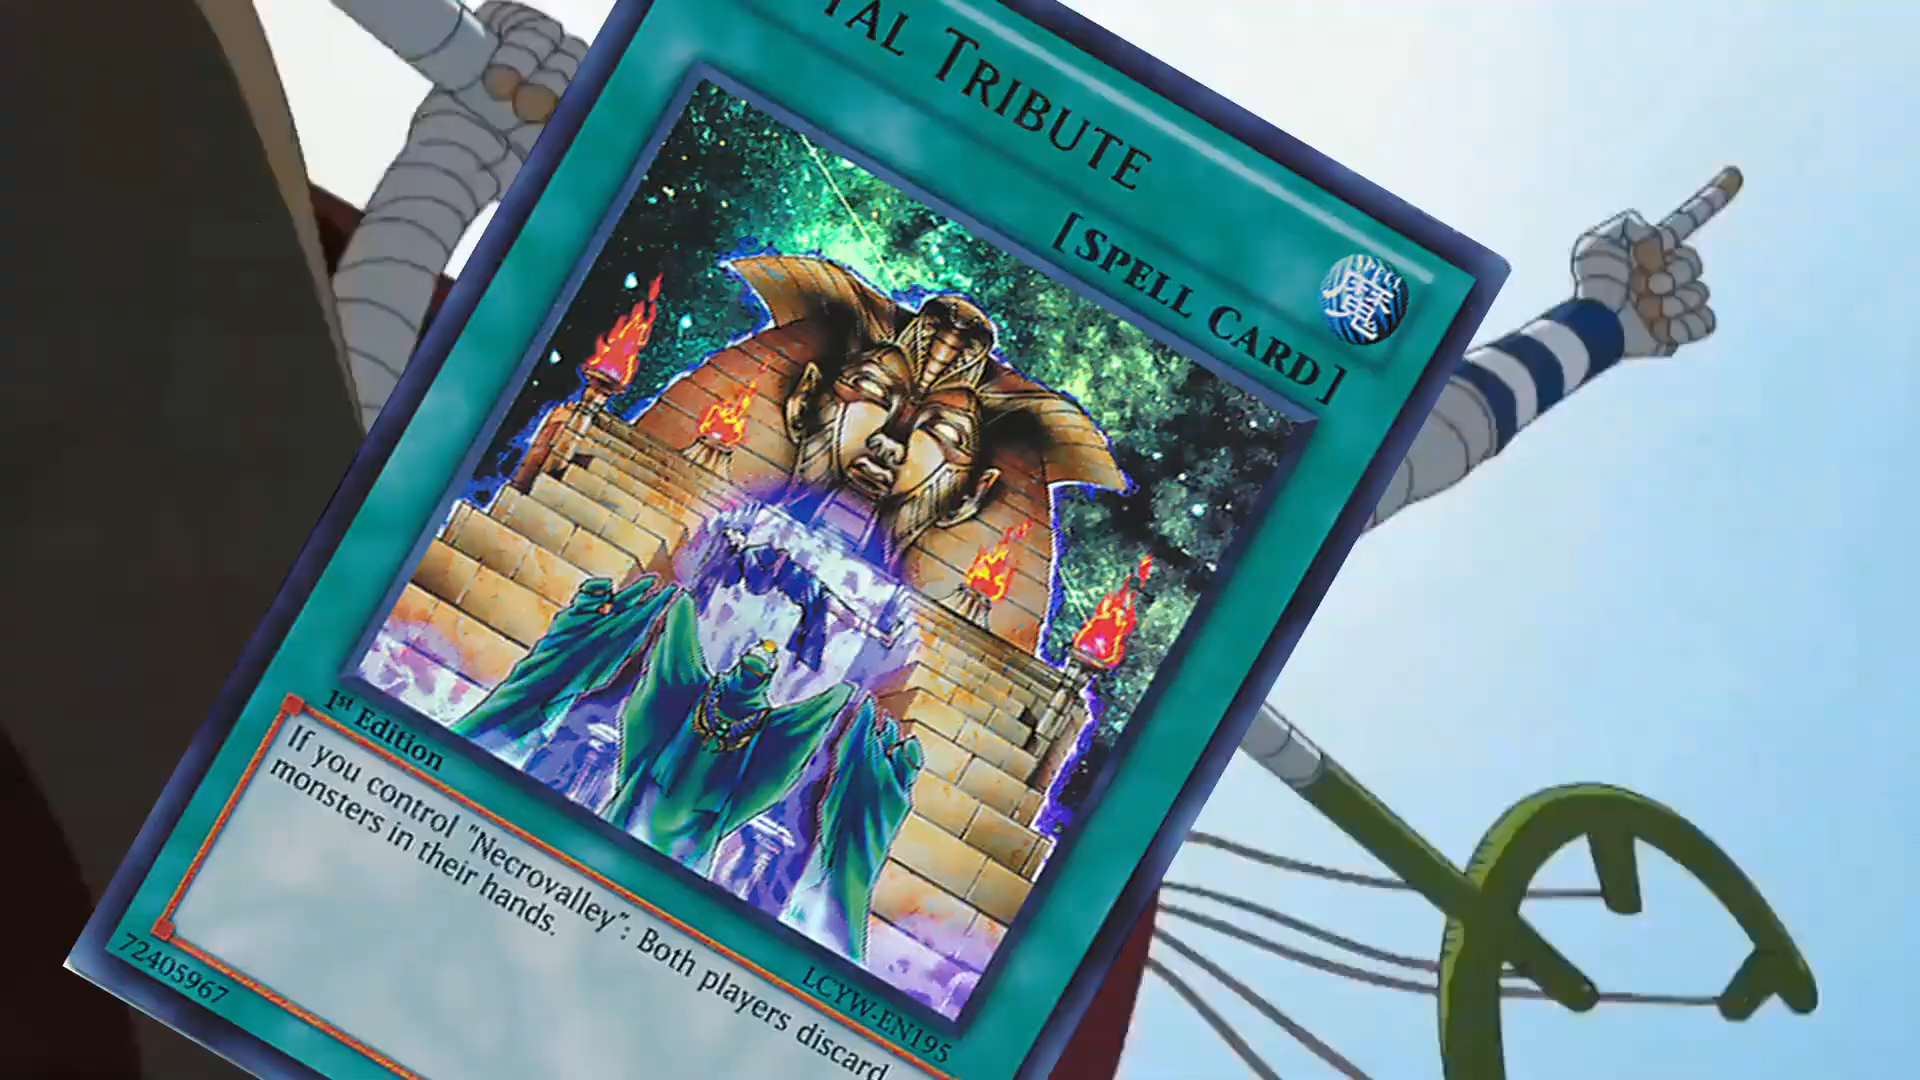 TAL TRIBUTE
[SPELL CARD]
SPELL
魔
1st Edition
LCYW-EN195
If you control "Necrovalley": Both players discard
monsters in their hands.
72405967